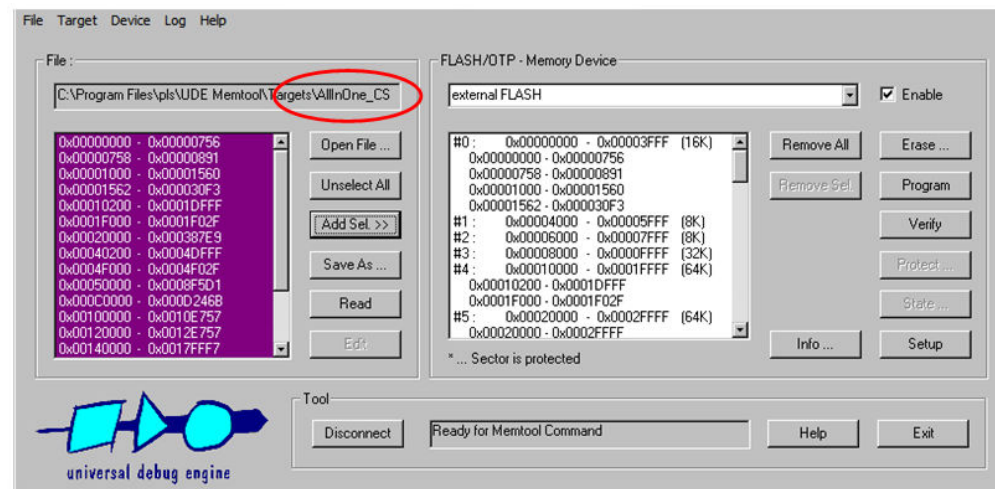 File Target Device Log Help
File :
C:\Program Files\pls\UDE Memtool\Targets\AllInOne_CS
0x00000000 - 0x00000756
0x00000758 - 0x00000891
0x00001000 - 0x00001560
0x00001562 - 0x000030F3
0x00010200 - 0x0001DFFF
0x0001F000 - 0x0001F02F
0x00020000 - 0x000387E9
0x00040200 - 0x0004DFFF
0x0004F000 - 0x0004F02F
0x00050000 - 0x0008F5D1
0x000C0000 - 0x000D246B
0x00100000 - 0x0010E757
0x00120000 - 0x0012E757
0x00140000 - 0x0017FFF7
Open File ...
Unselect All
Add Sel. >>
Save As ...
Read
Edit
FLASH/OTP - Memory Device
external FLASH
Enable
#0 : 0x00000000 - 0x00003FFF (16K)
0x00000000 - 0x00000756
0x00000758 - 0x00000891
0x00001000 - 0x00001560
0x00001562 - 0x000030F3
#1 : 0x00004000 - 0x00005FFF (8K)
#2 : 0x00006000 - 0x00007FFF (8K)
#3 : 0x00008000 - 0x0000FFFF (32K)
#4 : 0x00010000 - 0x0001FFFF (64K)
0x00010200 - 0x0001DFFF
0x0001F000 - 0x0001F02F
#5 : 0x00020000 - 0x0002FFFF (64K)
0x00020000 - 0x0002FFFF
* ... Sector is protected
Remove All
Remove Sel.
Erase ...
Program
Verify
Protect ...
State ...
Info ...
Setup
universal debug engine
Tool
Disconnect
Ready for Memtool Command
Help
Exit